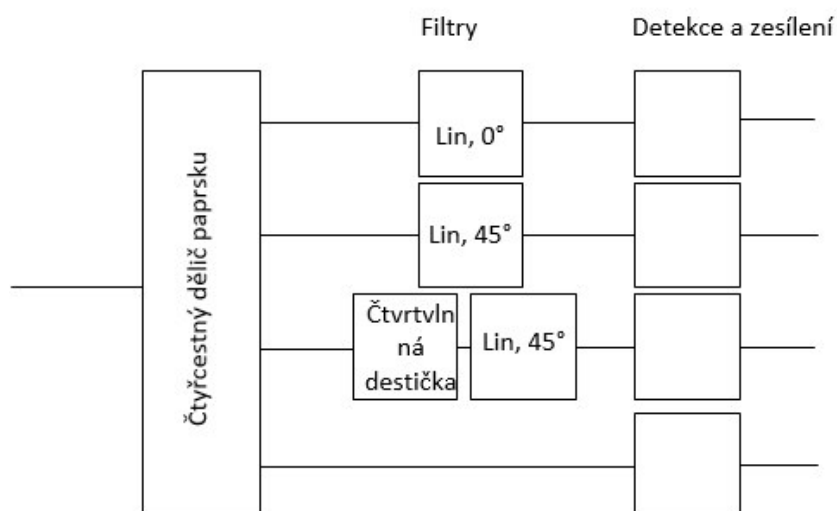 Filtry
Detekce a zesílení
Čtyřcestný dělič paprsku
Lin, 0°
Lin, 45°
Čtvrtvln
ná
destička
Lin, 45°